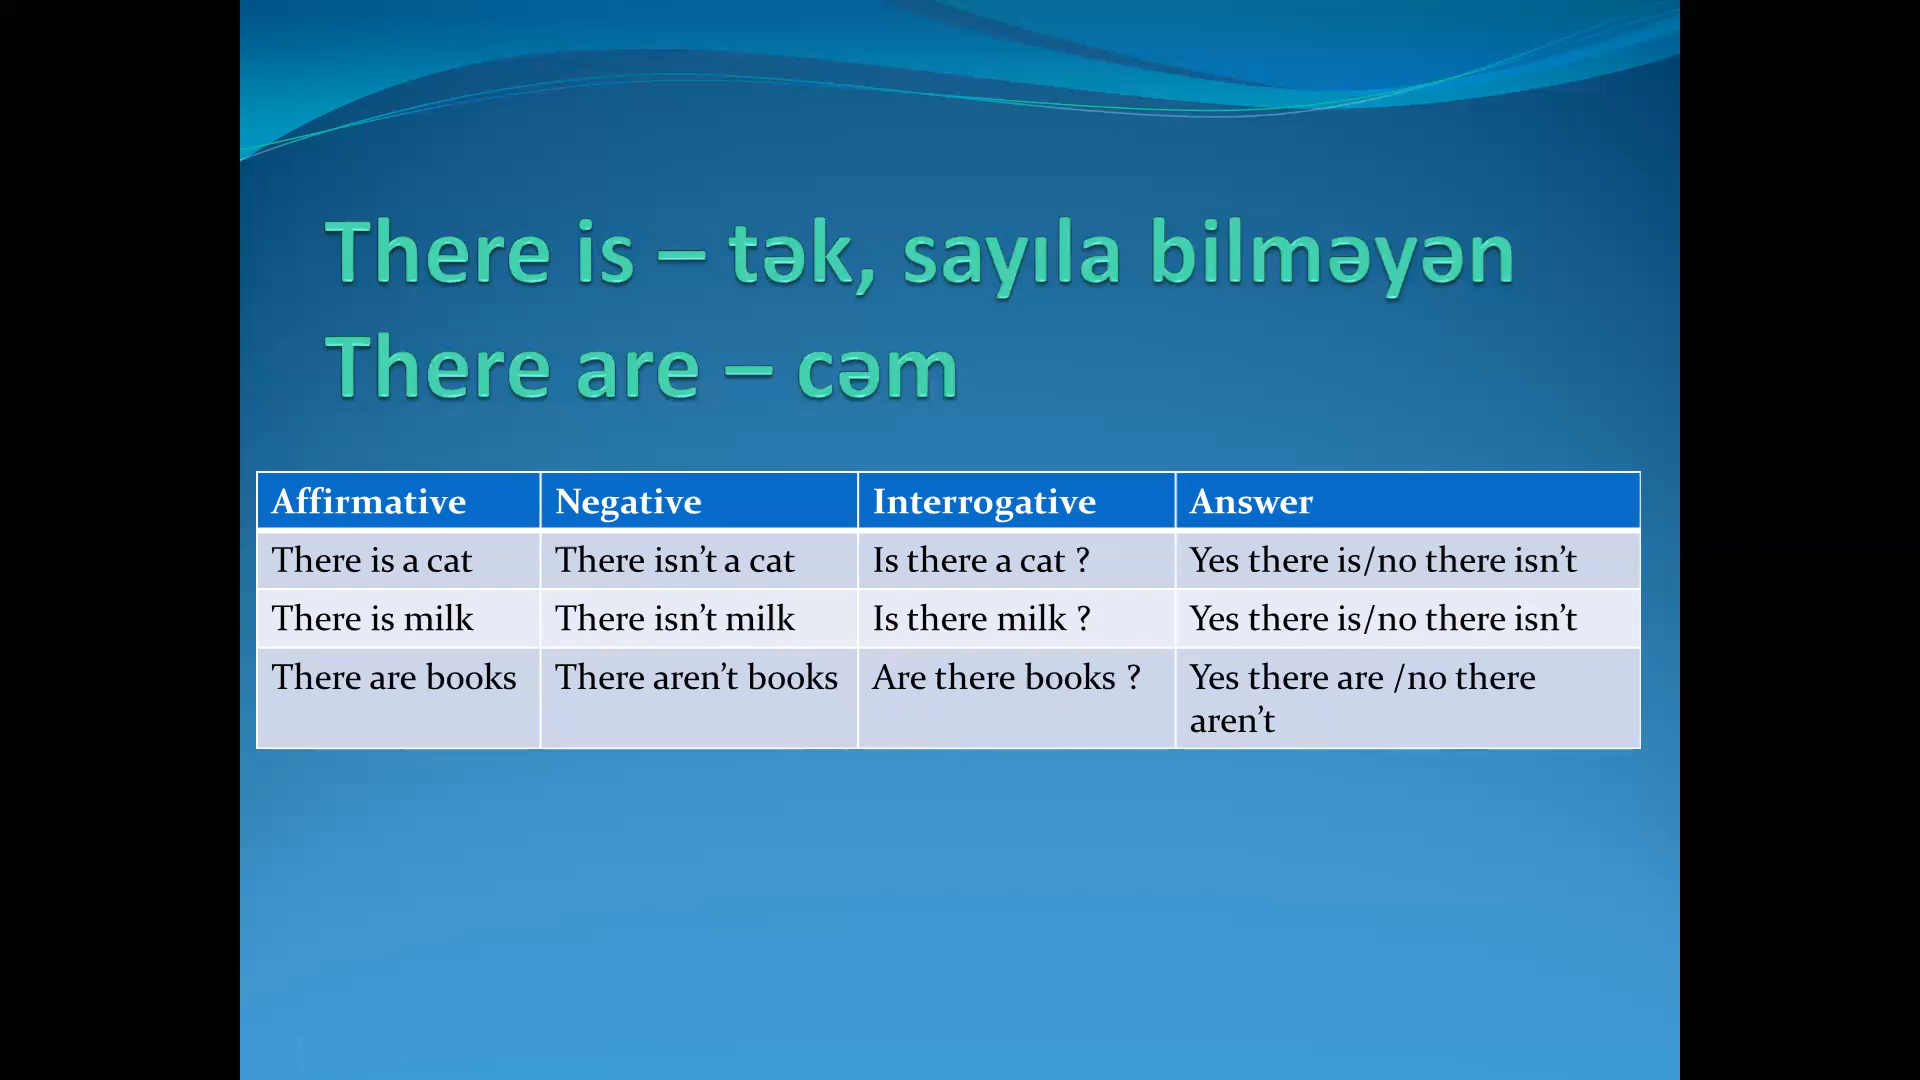 There is – tək, sayıla bilməyən
There are – cəm
Affirmative Negative Interrogative Answer
There is a cat There isn’t a cat Is there a cat ? Yes there is/no there isn’t
There is milk There isn’t milk Is there milk ? Yes there is/no there isn’t
There are books There aren’t books Are there books ? Yes there are /no there
aren’t